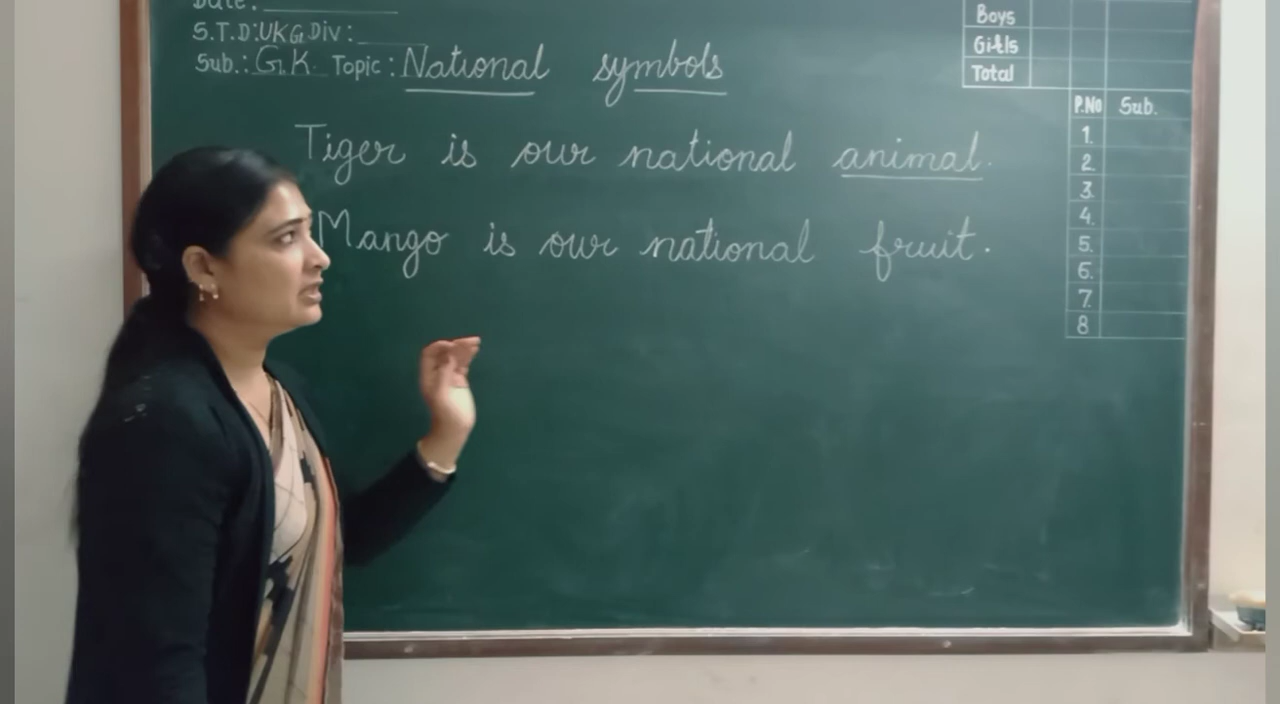 Date:
S.T.D: UKG Div:
Sub.: G.K. Topic: National symbols
Tiger is our national animal.
Mango is our national fruit.
Boys
Girls
Total
P.No Sub.
1.
2.
3.
4.
5.
6.
7.
8